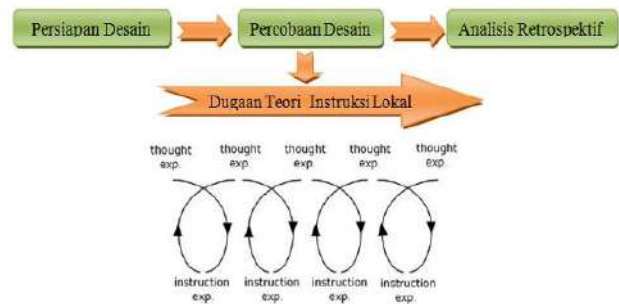 Persiapan Desain
Percobaan Desain
Analisis Retrospektif
Dugaan Teori Instruksi Lokal
thought exp.
thought exp.
thought exp.
thought exp.
thought exp.
instruction exp.
instruction exp.
instruction exp.
instruction exp.